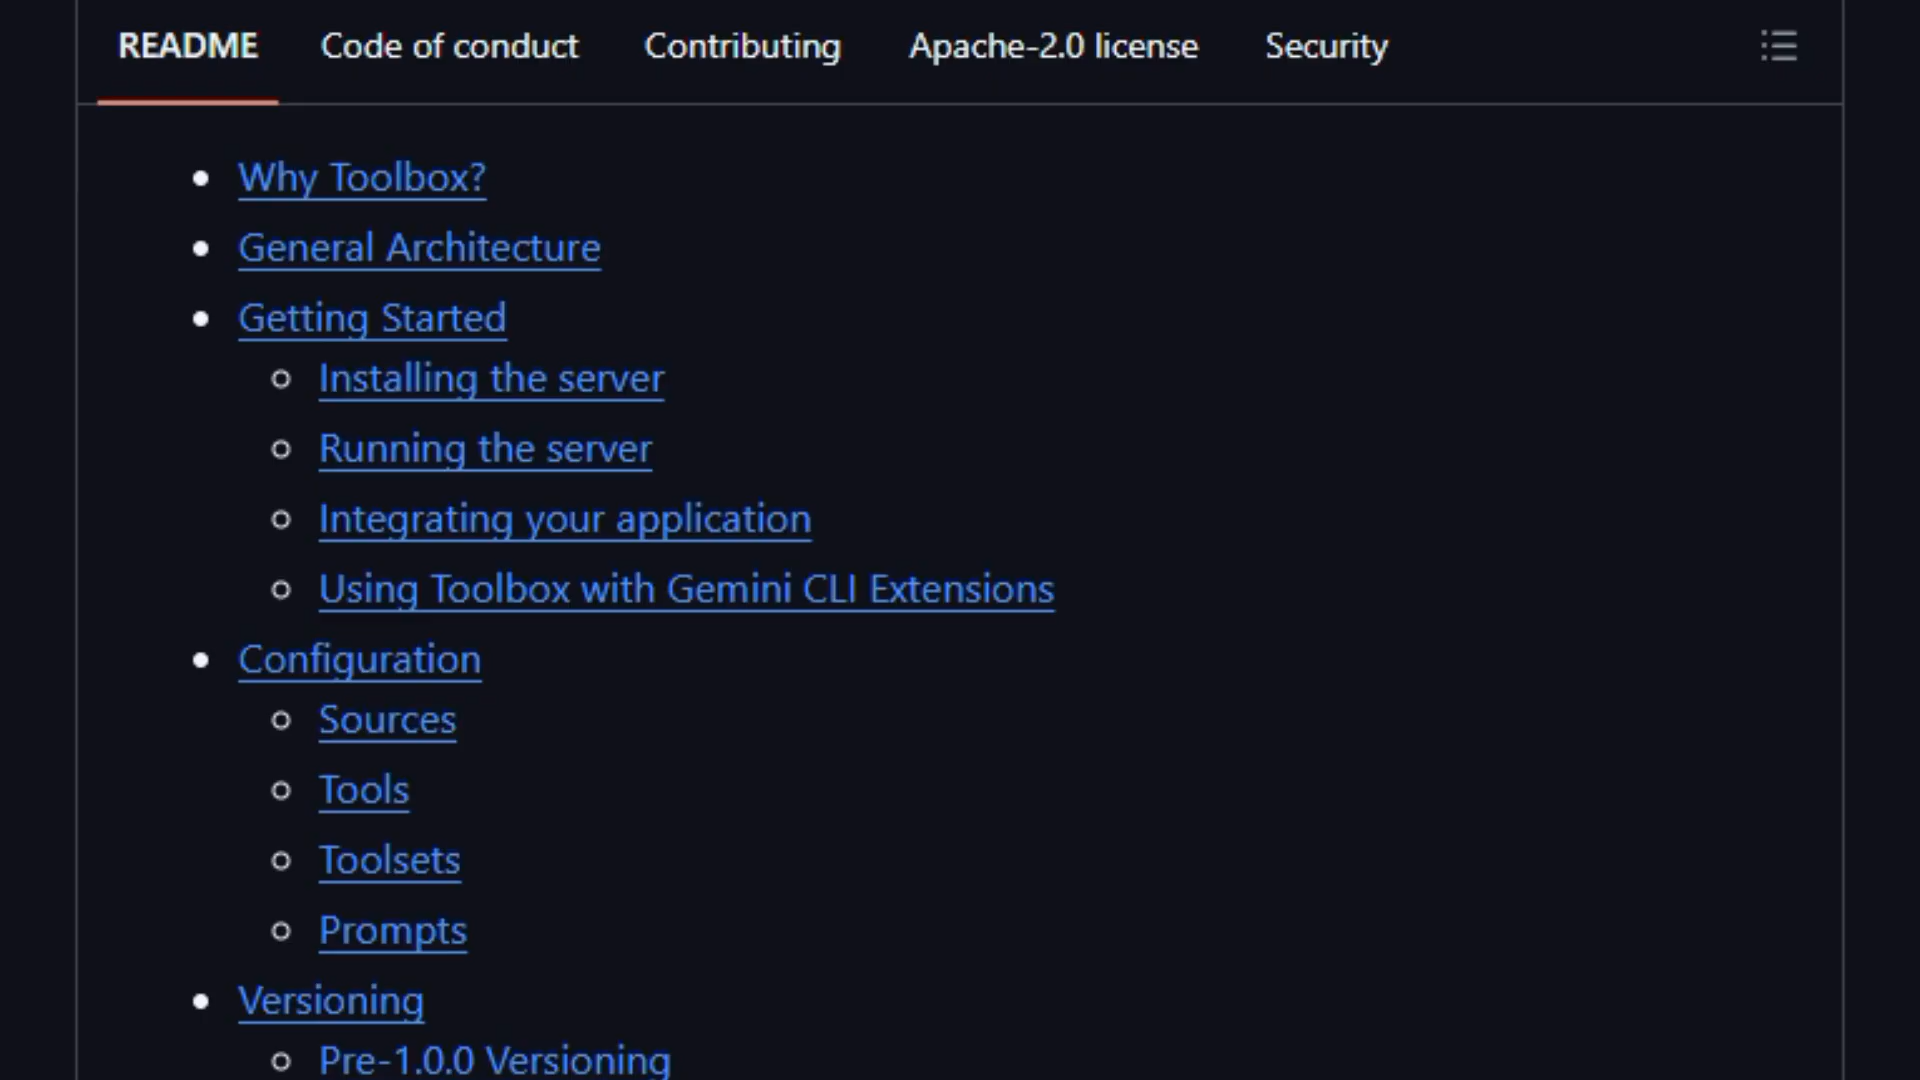 README Code of conduct Contributing Apache-2.0 license Security
Why Toolbox?
General Architecture
Getting Started
Installing the server
Running the server
Integrating your application
Using Toolbox with Gemini CLI Extensions
Configuration
Sources
Tools
Toolsets
Prompts
Versioning
Pre-1.0.0 Versioning